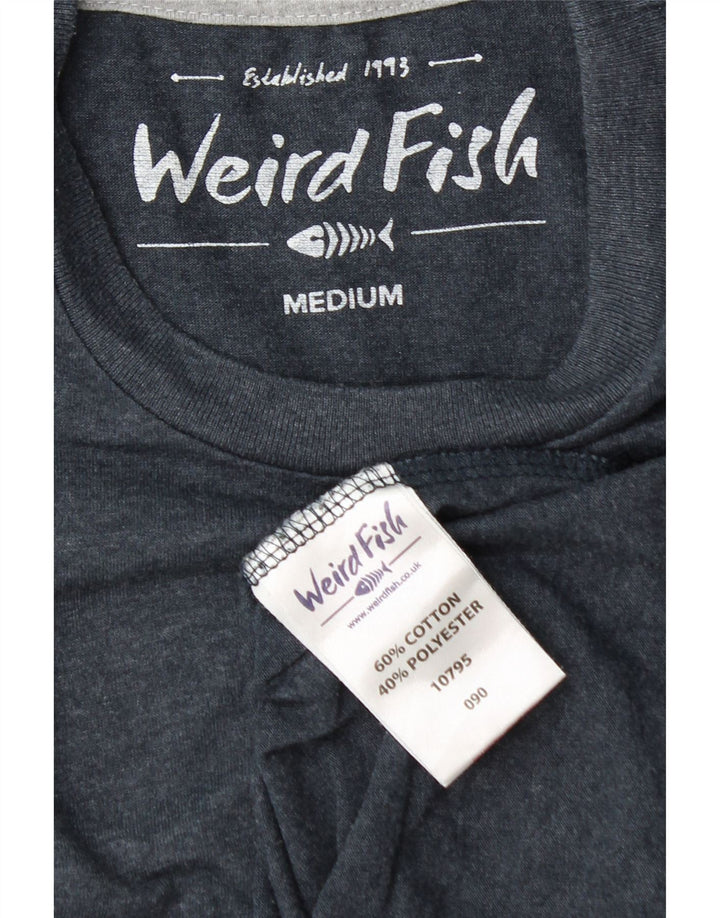 Established 1993
Weird Fish
MEDIUM
Weird Fish
www.weirdfish.co.uk
60% COTTON
40% POLYESTER
10795
090